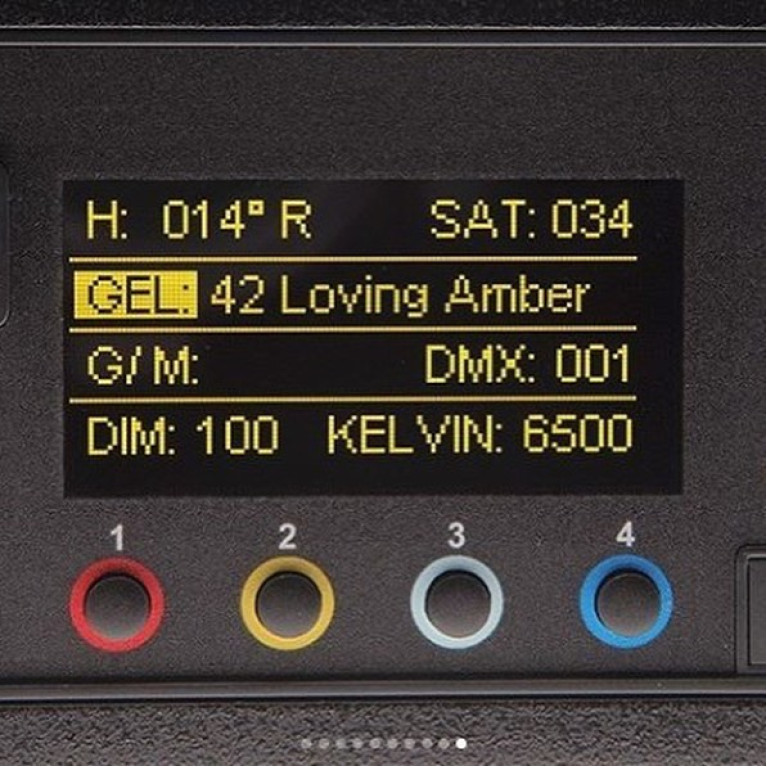 H: 014° R SAT: 034
GEL: 42 Loving Amber
G/M: DMX: 001
DIM: 100 KELVIN: 6500
1 2 3 4